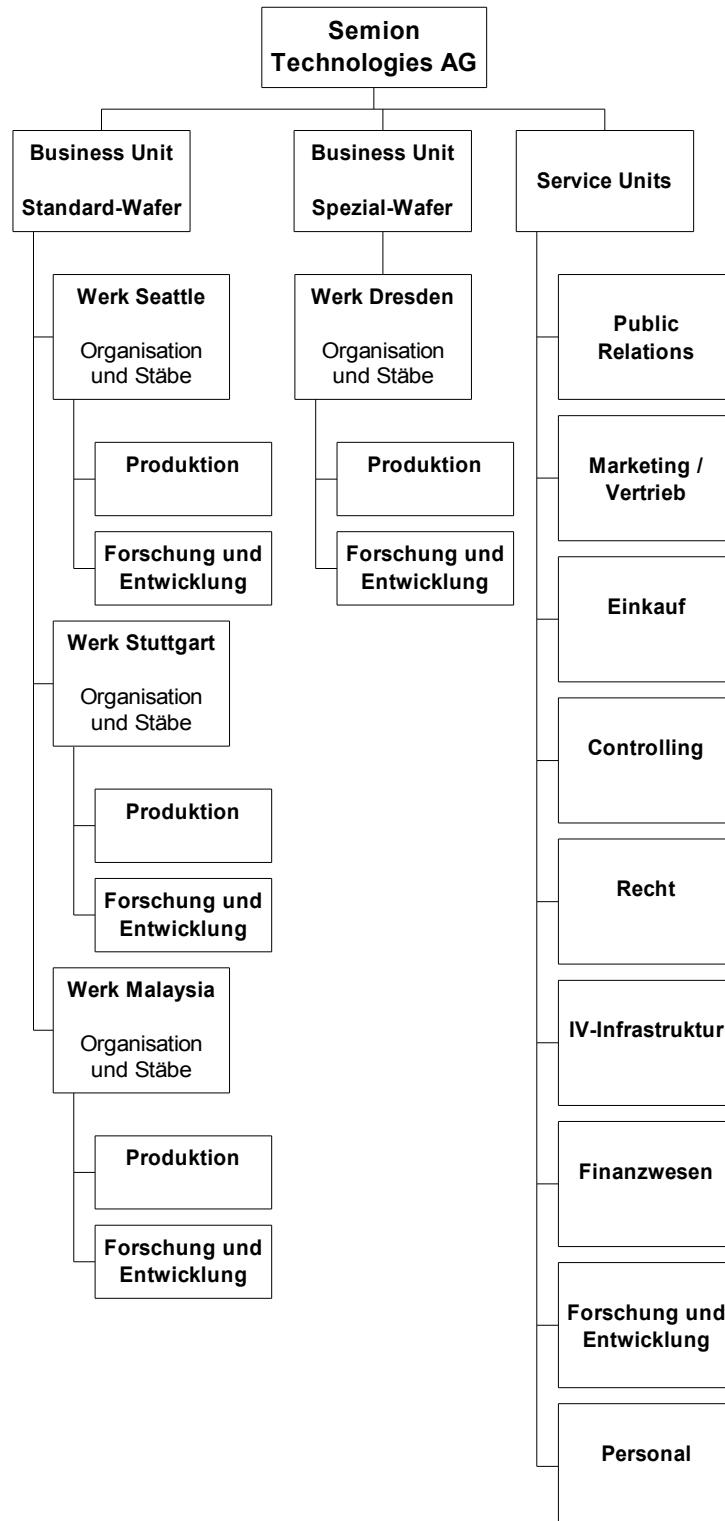 Semion
Technologies AG
Business Unit
Standard-Wafer
Business Unit
Spezial-Wafer
Service Units
Werk Seattle
Organisation
und Stäbe
Produktion
Forschung und
Entwicklung
Werk Stuttgart
Organisation
und Stäbe
Produktion
Forschung und
Entwicklung
Werk Malaysia
Organisation
und Stäbe
Produktion
Forschung und
Entwicklung
Werk Dresden
Organisation
und Stäbe
Produktion
Forschung und
Entwicklung
Public
Relations
Marketing /
Vertrieb
Einkauf
Controlling
Recht
IV-Infrastruktur
Finanzwesen
Forschung und
Entwicklung
Personal